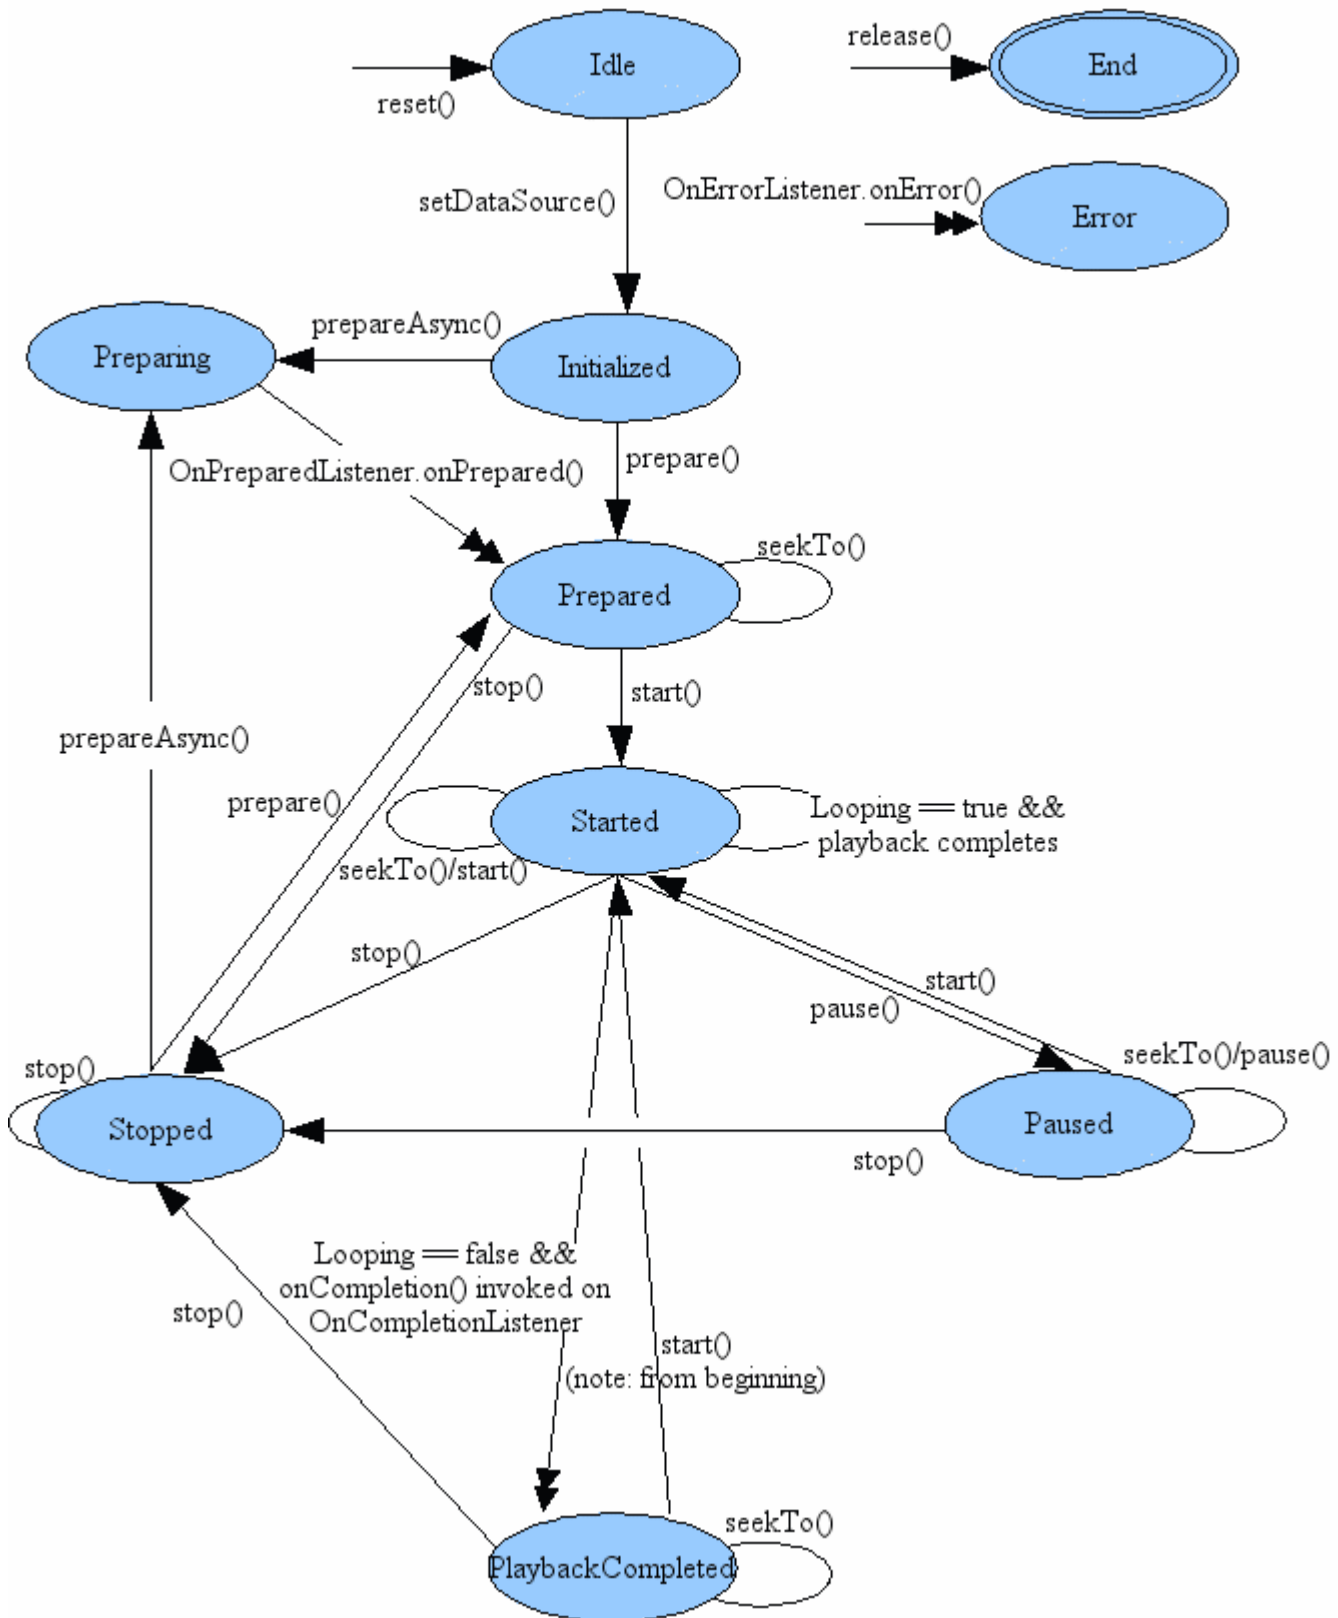 release()
Idle
End
reset()
OnErrorListener.onError()
setDataSource()
Error
prepareAsync()
Preparing
Initialized
prepare()
OnPreparedListener.onPrepared()
seekTo()
Prepared
stop()
start()
prepareAsync()
prepare()
Looping == true &&
playback completes
Started
seekTo()/start()
stop()
start()
pause()
seekTo()/pause()
stop()
Stopped
Paused
stop()
Looping == false &&
onCompletion() invoked on
OnCompletionListener
stop()
start()
(note: from beginning)
seekTo()
PlaybackCompleted